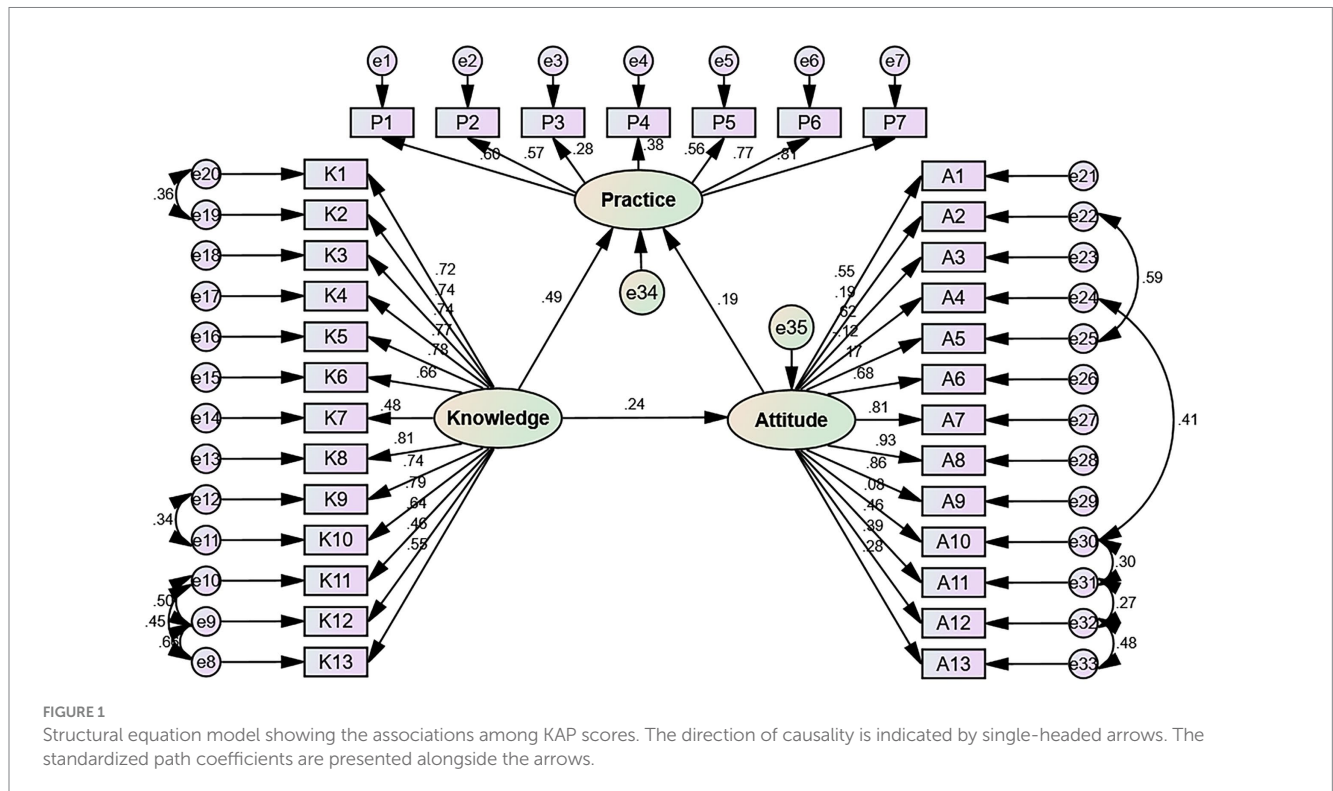 e1 e2 e3 e4 e5 e6 e7
P1 P2 P3 P4 P5 P6 P7
.60 .57 .28 .38 .56 .77 .81
Practice
e34
.49
.19
e35
Knowledge
.24
Attitude
e20 K1
.36
e19 K2
e18 K3
e17 K4
e16 K5
e15 K6
e14 K7
e13 K8
e12 K9
.34
e11 K10
e10 K11
.50
.45
e9 K12
e8 K13
.72
.74
.74
.77
.78
.66
.48
.81
.74
.79
.64
.46
.55
.55
.19
.62
-.12
.17
.68
.81
.93
.86
.08
.46
.39
.28
A1 e21
A2 e22
A3 e23
.59
A4 e24
A5 e25
A6 e26
A7 e27
.41
A8 e28
A9 e29
A10 e30
.30
A11 e31
.27
A12 e32
.48
A13 e33
FIGURE 1
Structural equation model showing the associations among KAP scores. The direction of causality is indicated by single-headed arrows. The
standardized path coefficients are presented alongside the arrows.